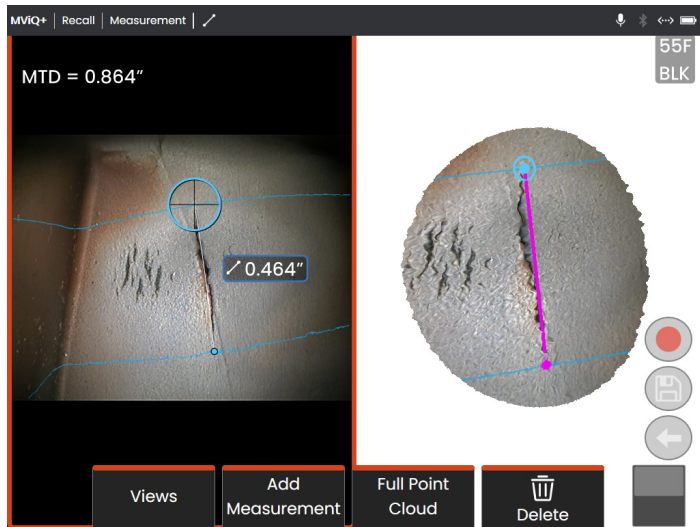 MViQ+ | Recall | Measurement |
55F
BLK
MTD = 0.864”
0.464”
Views
Add
Measurement
Full Point
Cloud
Delete